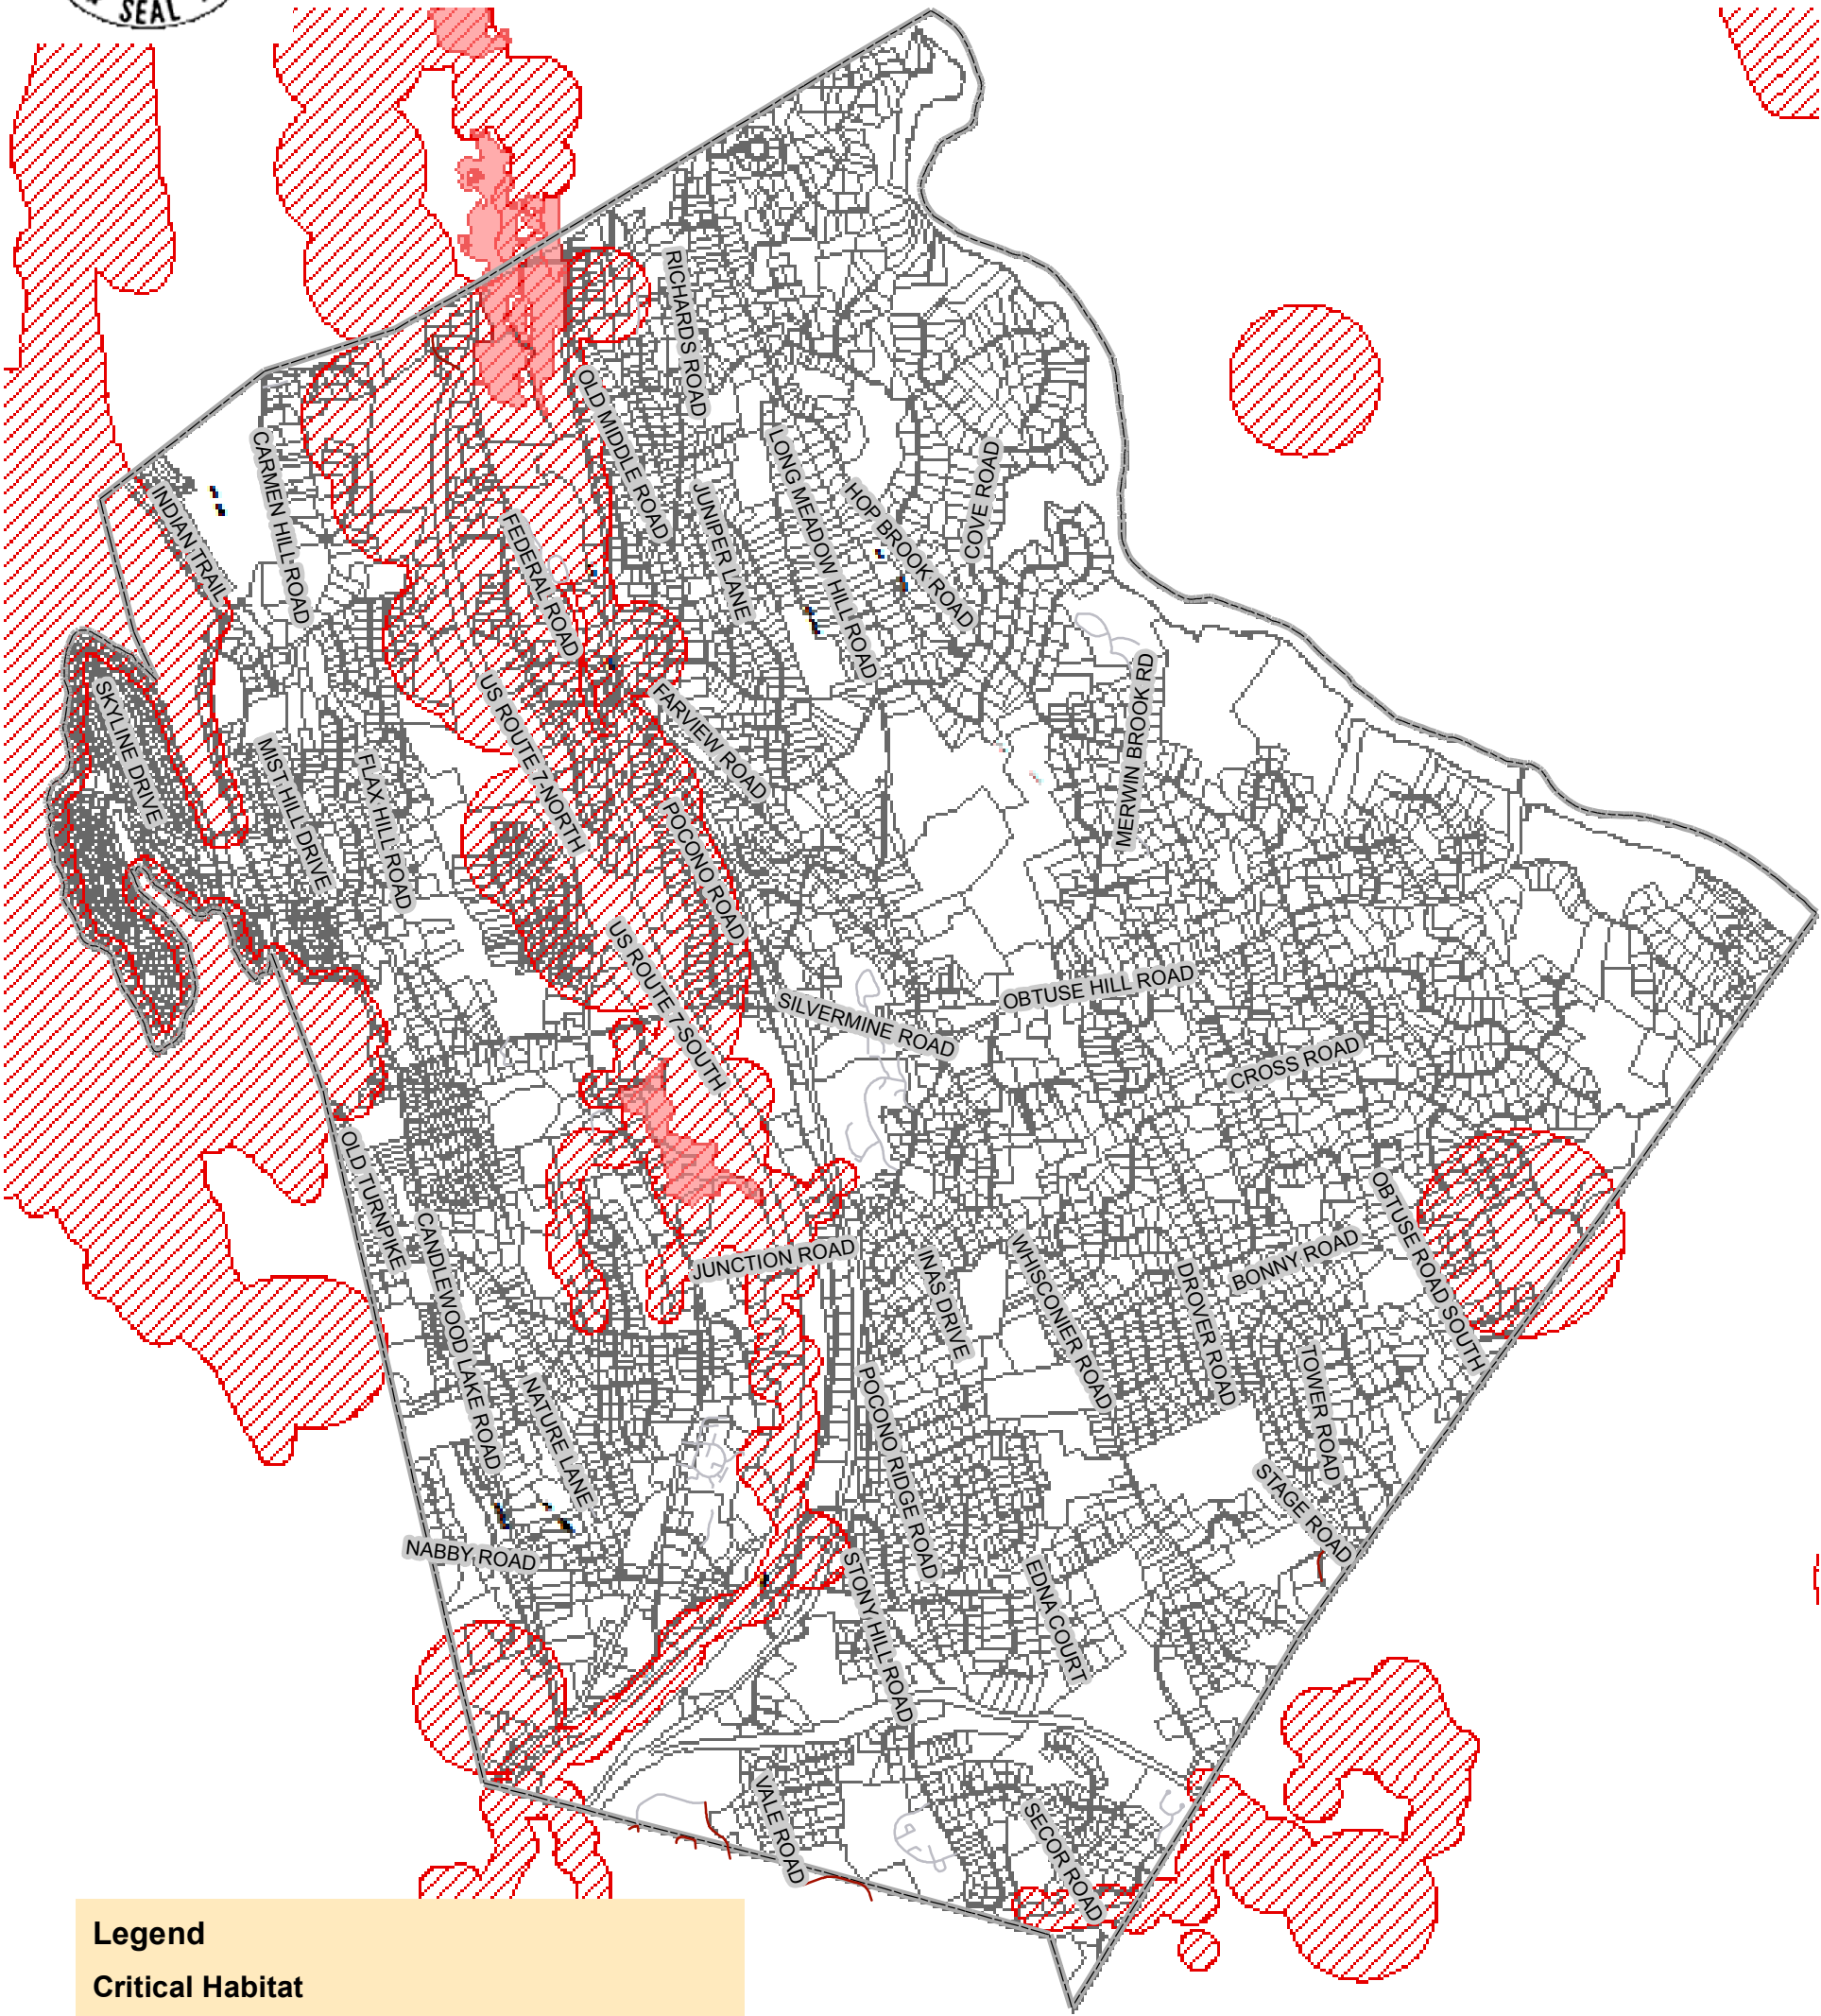 SEAL
RICHARDS ROAD
OLD MIDDLE ROAD
CARMEN HILL ROAD
INDIAN TRAIL
LONG MEADOW HILL ROAD
HOP BROOK ROAD
COVE ROAD
JUNIPER LANE
FEDERAL ROAD
SKYLINE DRIVE
US ROUTE 7 NORTH
FARVIEW ROAD
MERWIN BROOK RD
MIST HILL DRIVE
FLAX HILL ROAD
POCONO ROAD
US ROUTE 7 SOUTH
SILVERMINE ROAD
OBTUSE HILL ROAD
CROSS ROAD
OLD TURNPIKE
CANDLEWOOD LAKE ROAD
JUNCTION ROAD
INAS DRIVE
WHISCONIER ROAD
DROVER ROAD
BONNY ROAD
OBTUSE ROAD SOUTH
TOWER ROAD
NATURE LANE
POCONO RIDGE ROAD
STAGE ROAD
NABBY ROAD
STONY HILL ROAD
EDNA COURT
VALE ROAD
SECOR ROAD
Legend
Critical Habitat